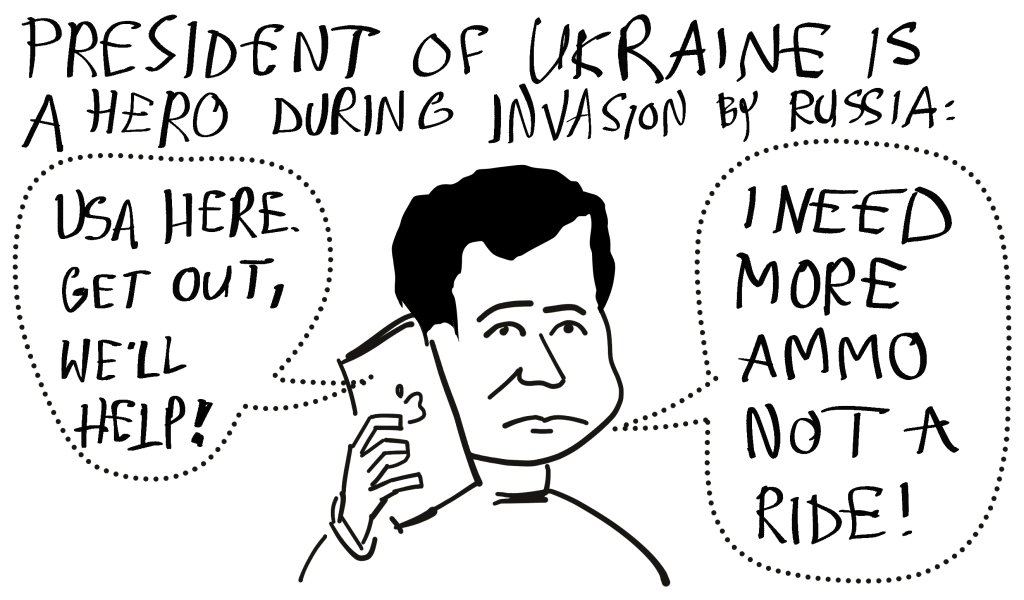 PRESIDENT OF UKRAINE IS
A HERO DURING INVASION BY RUSSIA:
USA HERE.
GET OUT,
WE'LL
HELP!
I NEED
MORE
AMMO
NOT A
RIDE!